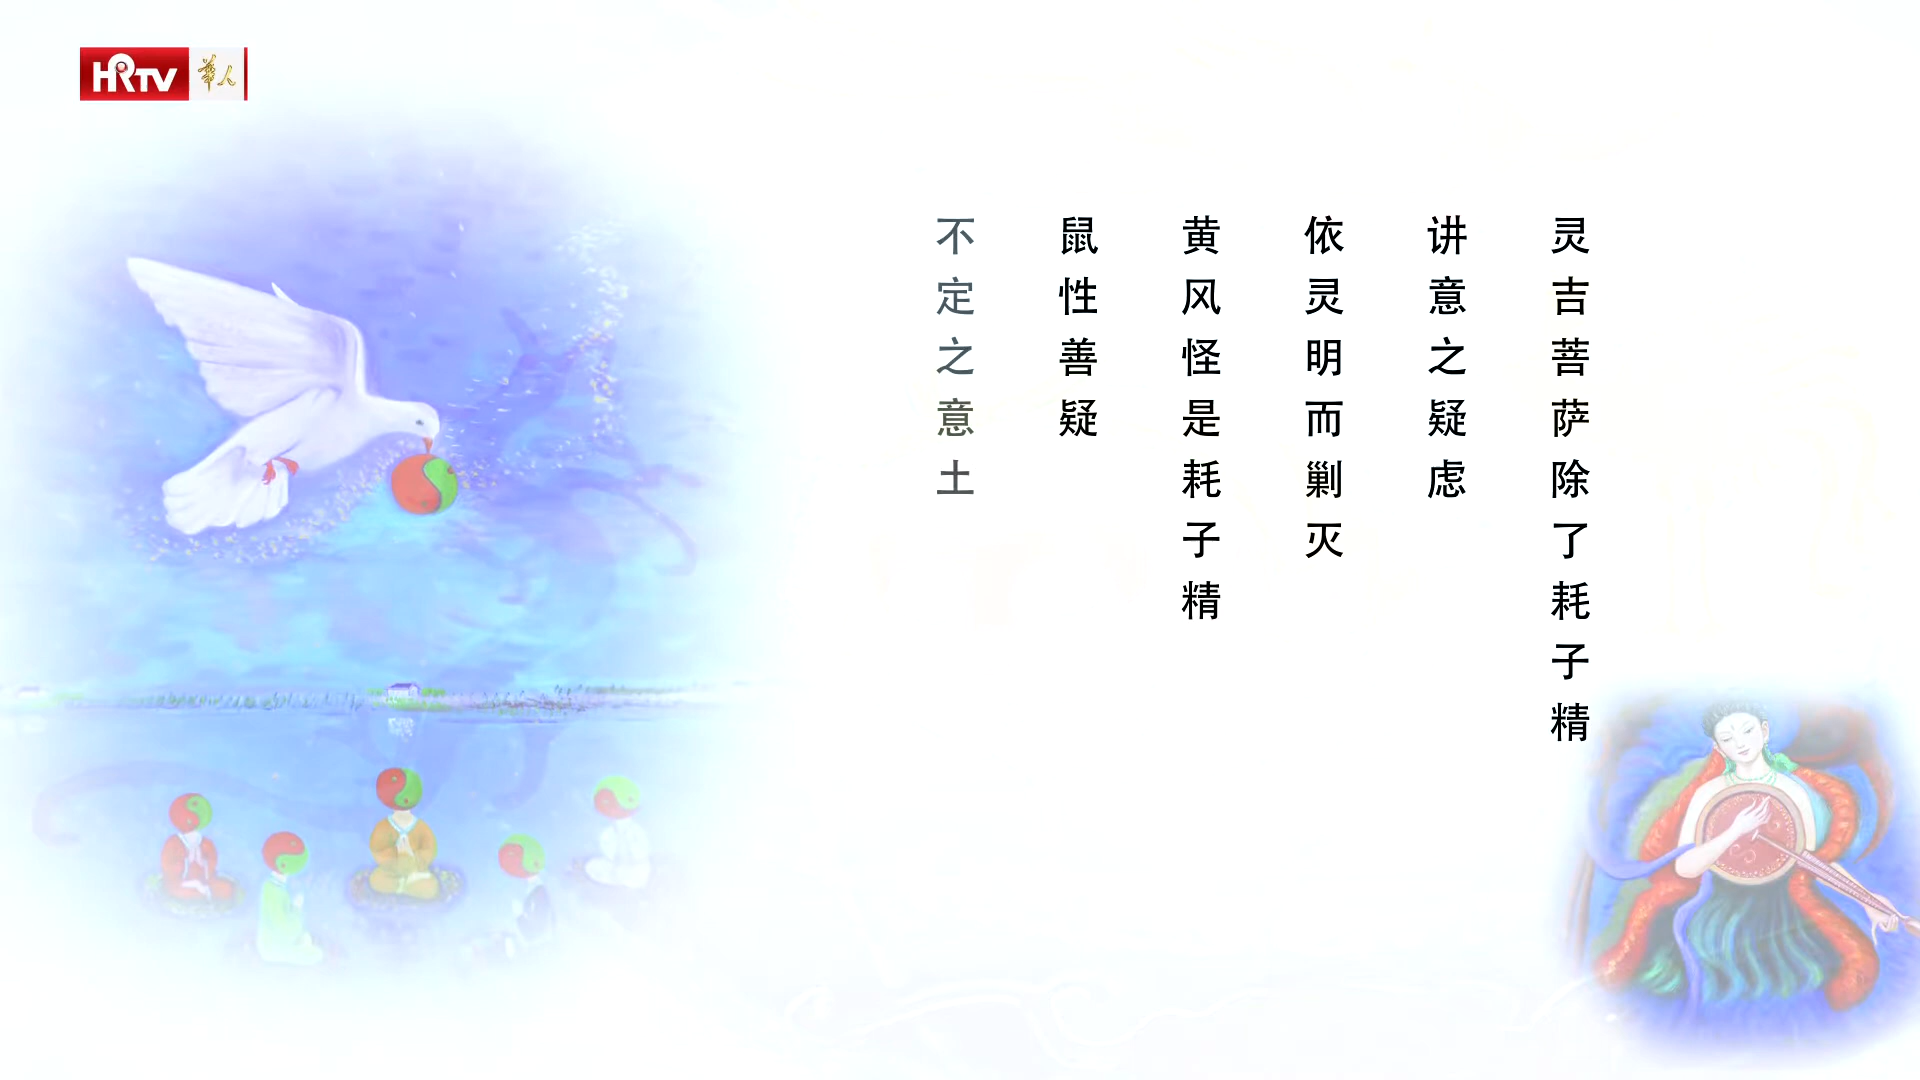 HRTV 華人
灵吉菩萨除了耗子精
讲意之疑虑
依灵明而剿灭
黄风怪是耗子精
鼠性善疑
不定之意土